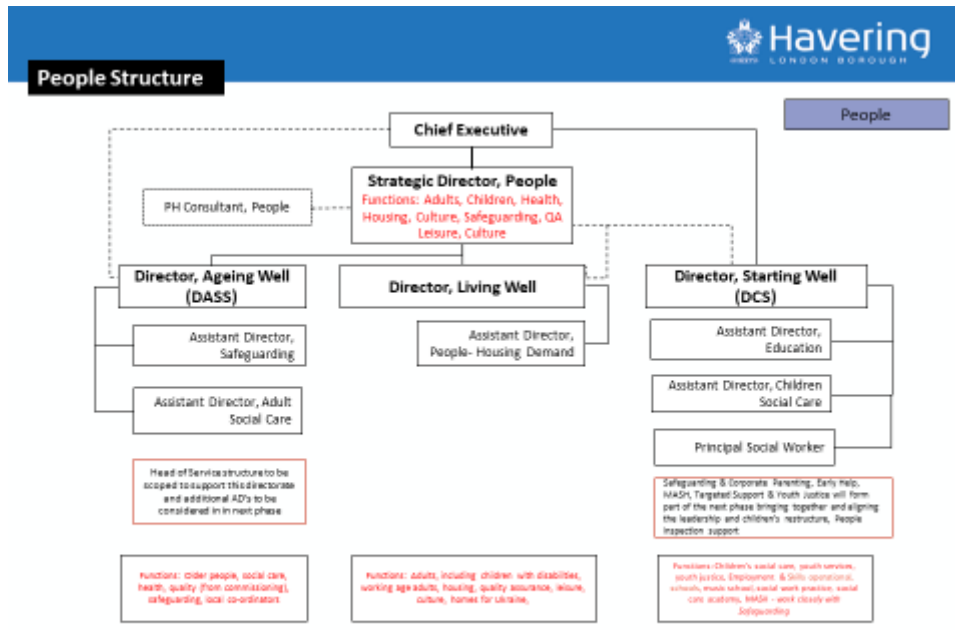 Havering
LONDON BOROUGH
People Structure
People
Chief Executive
Strategic Director, People
Functions: Adults, Children, Health,
Housing, Culture, Safeguarding, QA
Leisure, Culture
PH Consultant, People
Director, Ageing Well
(DASS)
Director, Living Well
Director, Starting Well
(DCS)
Assistant Director,
Safeguarding
Assistant Director,
People- Housing Demand
Assistant Director,
Education
Assistant Director, Adult
Social Care
Assistant Director, Children
Social Care
Principal Social Worker
Head of Service structure to be
scoped to support this directorate
and additional AD's to be
considered in in next phase
Safeguarding & Corporate Parenting, Early Help,
MASH, Targeted Support & Youth Justice will form
part of the next phase bringing together and aligning
the leadership and children's restructure, People
Inspection support
Functions: Older people, social care,
health, quality (from commissioning),
safeguarding, local co-ordinators
Functions: Adults, including children with disabilities,
working age adults, housing, quality assurance, leisure,
culture, homes for ukraine,
Functions:Children's social care, youth services,
youth justice, Employment & Skills operational,
schools, music school, social work practice, social
care academy, MASH - work closely with
Safeguarding